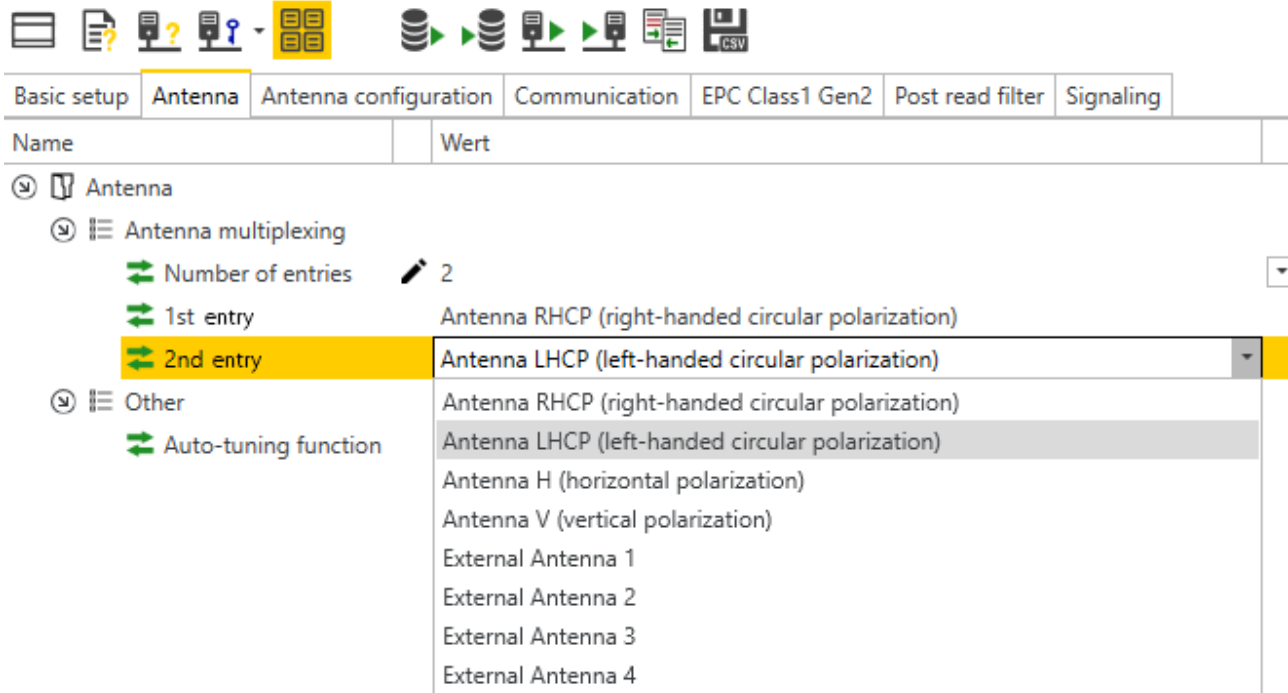 ? ? CSV
Basic setup Antenna Antenna configuration Communication EPC Class1 Gen2 Post read filter Signaling
Name Wert
Antenna
Antenna multiplexing
Number of entries 2
1st entry Antenna RHCP (right-handed circular polarization)
2nd entry Antenna LHCP (left-handed circular polarization)
Other Antenna RHCP (right-handed circular polarization)
Auto-tuning function Antenna LHCP (left-handed circular polarization)
Antenna H (horizontal polarization)
Antenna V (vertical polarization)
External Antenna 1
External Antenna 2
External Antenna 3
External Antenna 4